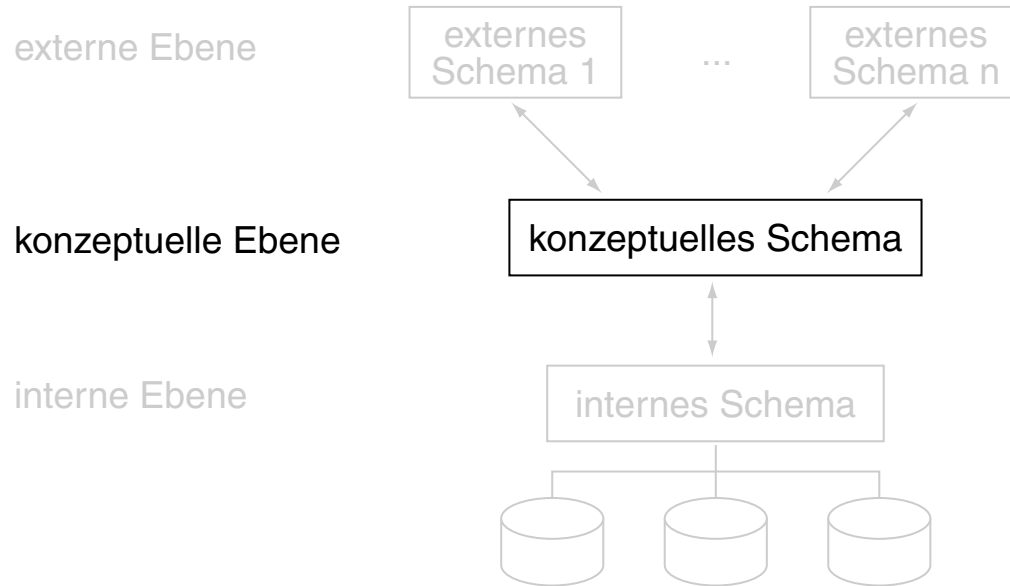 externe Ebene
externes
Schema 1
...
externes
Schema n
konzeptuelle Ebene
konzeptuelles Schema
interne Ebene
internes Schema